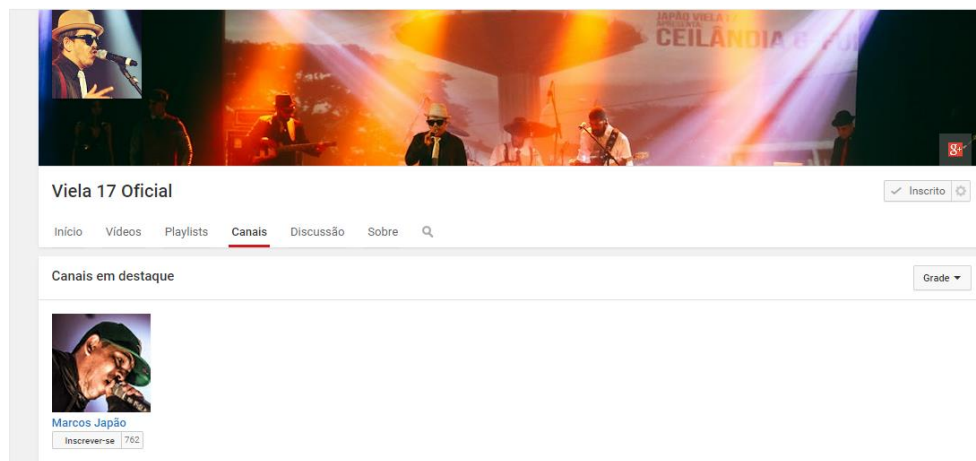 JAPÃO VIELA
APRESENTA:
CEILÂNDIA
g+
Viela 17 Oficial
Inscrito
Início Vídeos Playlists Canais Discussão Sobre
Canais em destaque
Grade
Marcos Japão
Inscrever-se 762